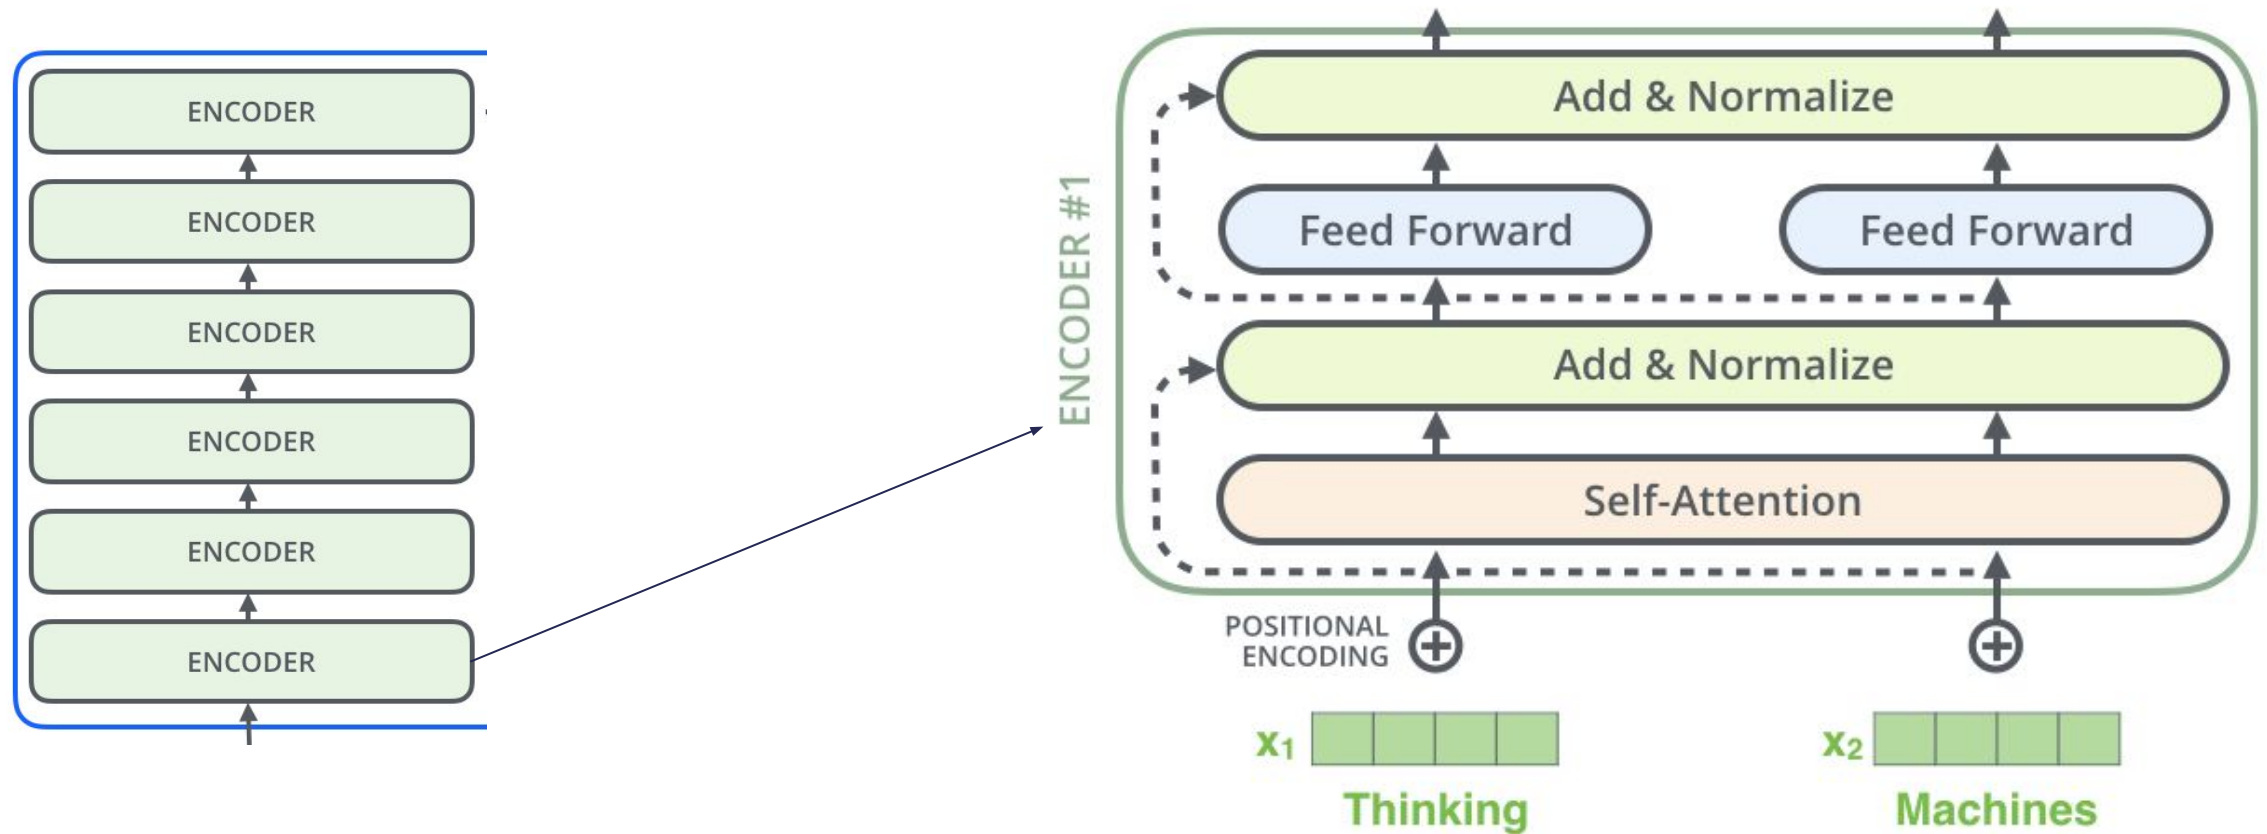 ENCODER
ENCODER
ENCODER
ENCODER
ENCODER
ENCODER
ENCODER #1
Add & Normalize
Feed Forward
Feed Forward
Add & Normalize
Self-Attention
POSITIONAL
ENCODING
x1
x2
Thinking
Machines